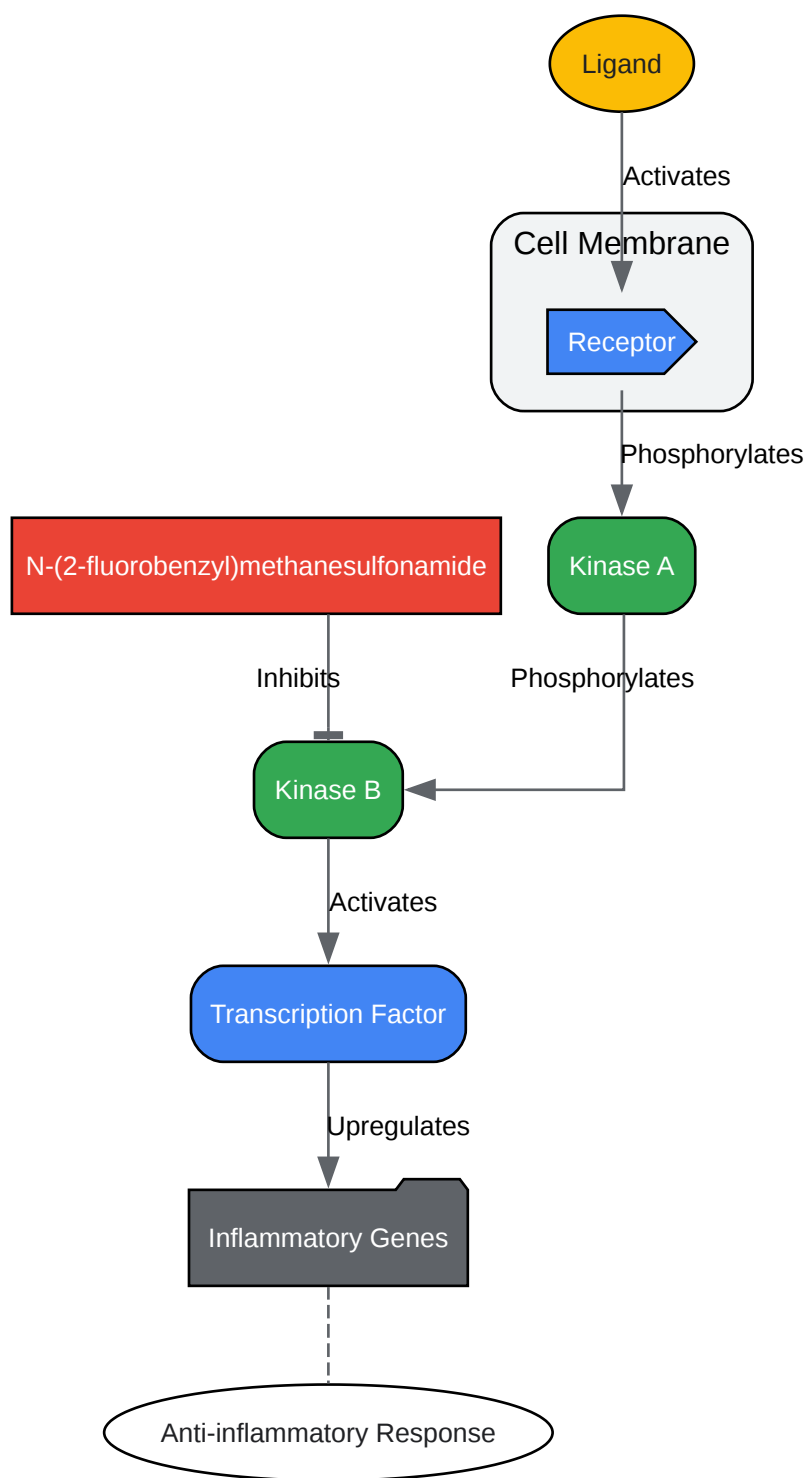 Ligand
Activates
Cell Membrane
Receptor
Phosphorylates
N-(2-fluorobenzyl)methanesulfonamide
Kinase A
Inhibits
Phosphorylates
Kinase B
Activates
Transcription Factor
Upregulates
Inflammatory Genes
Anti-inflammatory Response